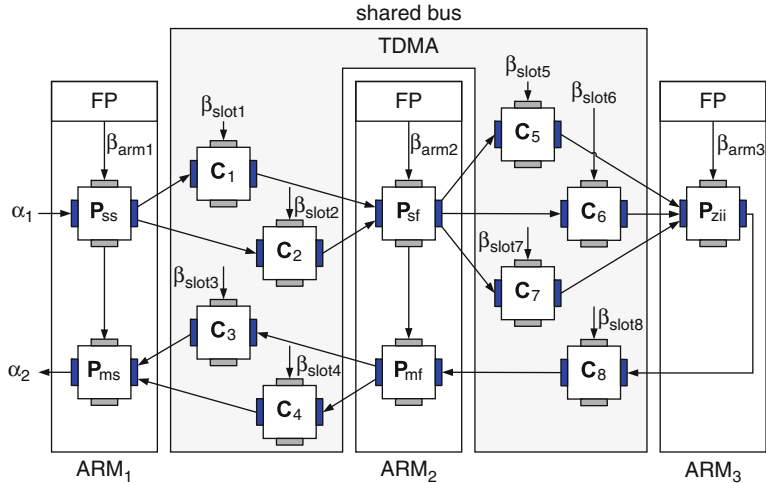 shared bus
TDMA
FP
FP
FP
β_arm1
β_slot1
β_arm2
β_slot5
β_slot6
β_arm3
C₅
C₁
α₁
P_ss
β_slot2
P_sf
C₆
P_zii
C₂
β_slot7
β_slot3
C₇
C₃
β_slot4
β_slot8
α₂
P_ms
P_mf
C₈
C₄
ARM₁
ARM₂
ARM₃